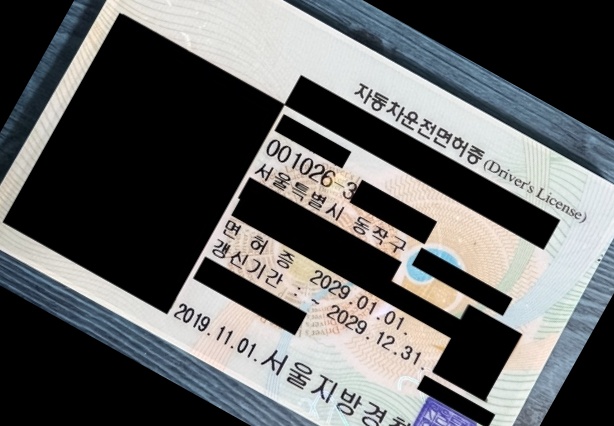 자동차운전면허증 (Driver's License)
001026-3
서울특별시 동작구
면 허 증 2029.01.01.
갱신기간 : ~ 2029.12.31.
2019.11.01. 서울지방경찰